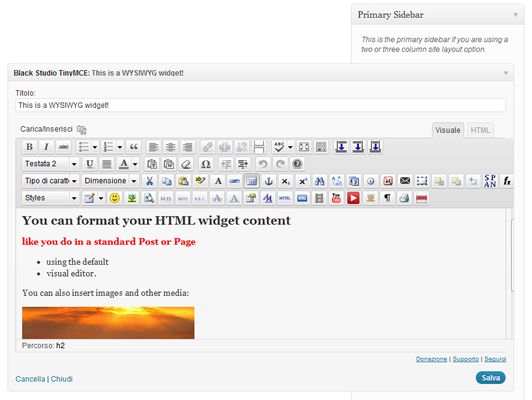 Primary Sidebar
This is the primary sidebar if you are using a
two or three column site layout option.
Black Studio TinyMCE: This is a WYSIWYG widget!
Titolo:
This is a WYSIWYG widget!
Carica/Inserisci
Visuale HTML
B I ABC
ABC
Testata 2 U A
Tipo di caratt Dimensione
SPAN fx
Styles
HTML
You can format your HTML widget content
like you do in a standard Post or Page
using the default
visual editor.
You can also insert images and other media:
Percorso: h2
Donazione | Supporto | Seguici
Cancella | Chiudi
Salva